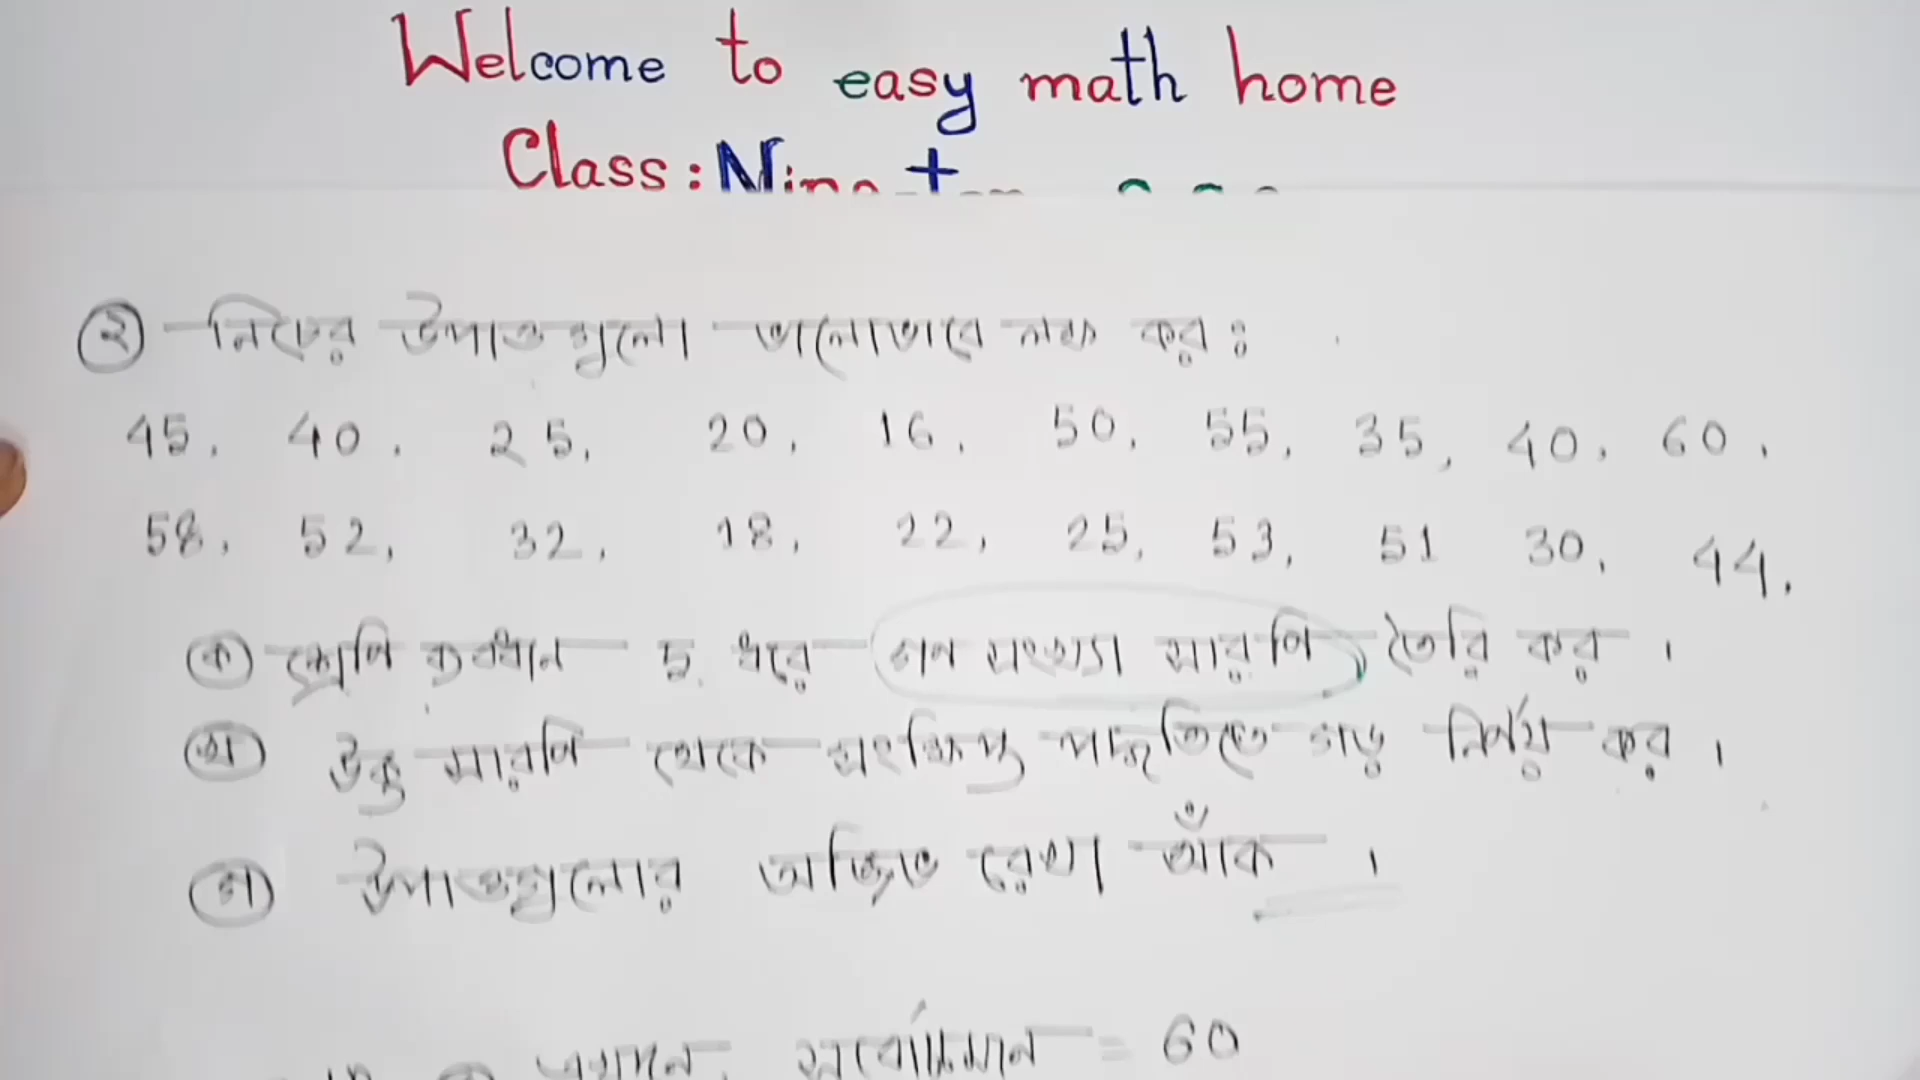 Welcome to easy math home
Class: Nine
২ নিচের উপাত্তগুলো ভালোভাবে লক্ষ কর:
45, 40, 25, 20, 16, 50, 55, 35, 40, 60,
58, 52, 32, 18, 22, 25, 53, 51 30, 44,
ক শ্রেণি ব্যবধান 5 ধরে গণ সংখ্যা সারণি তৈরি কর ।
খ উক্ত সারণি থেকে সংক্ষিপ্ত পদ্ধতিতে গড় নির্ণয় কর ।
গ উপাত্তগুলোর অজিভ রেখা আঁক ।
এখানে, সর্বোচ্চমান = 60